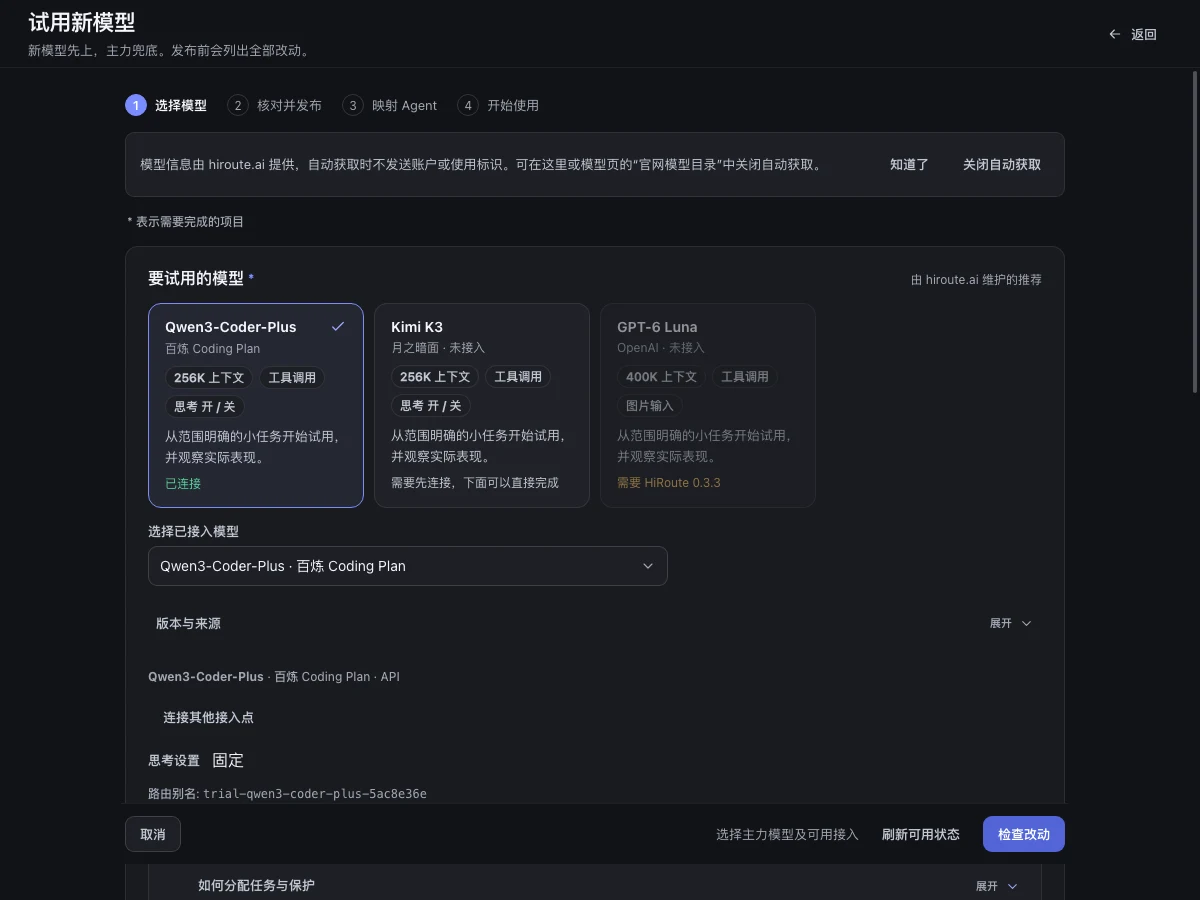 试用新模型
新模型先上，主力兜底。发布前会列出全部改动。
← 返回
1 选择模型 2 核对并发布 3 映射 Agent 4 开始使用
模型信息由 hiroute.ai 提供，自动获取时不发送账户或使用标识。可在这里或模型页的“官网模型目录”中关闭自动获取。
知道了 关闭自动获取
* 表示需要完成的项目
要试用的模型 *
由 hiroute.ai 维护的推荐
Qwen3-Coder-Plus
百炼 Coding Plan
256K 上下文 工具调用
思考 开 / 关
从范围明确的小任务开始试用，
并观察实际表现。
已连接
Kimi K3
月之暗面 · 未接入
256K 上下文 工具调用
思考 开 / 关
从范围明确的小任务开始试用，
并观察实际表现。
需要先连接，下面可以直接完成
GPT-6 Luna
OpenAI · 未接入
400K 上下文 工具调用
图片输入
从范围明确的小任务开始试用，
并观察实际表现。
需要 HiRoute 0.3.3
选择已接入模型
Qwen3-Coder-Plus · 百炼 Coding Plan
版本与来源
展开
Qwen3-Coder-Plus · 百炼 Coding Plan · API
连接其他接入点
思考设置 固定
路由别名: trial-qwen3-coder-plus-5ac8e36e
取消
选择主力模型及可用接入 刷新可用状态 检查改动
如何分配任务与保护
展开